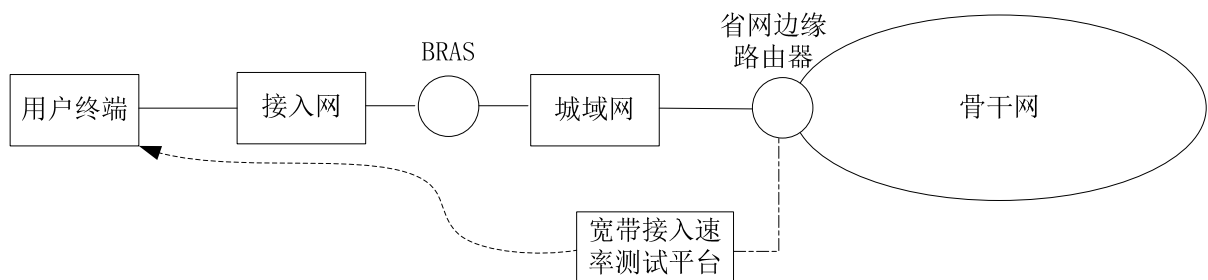 省网边缘
路由器
BRAS
用户终端
接入网
城域网
骨干网
宽带接入速
率测试平台